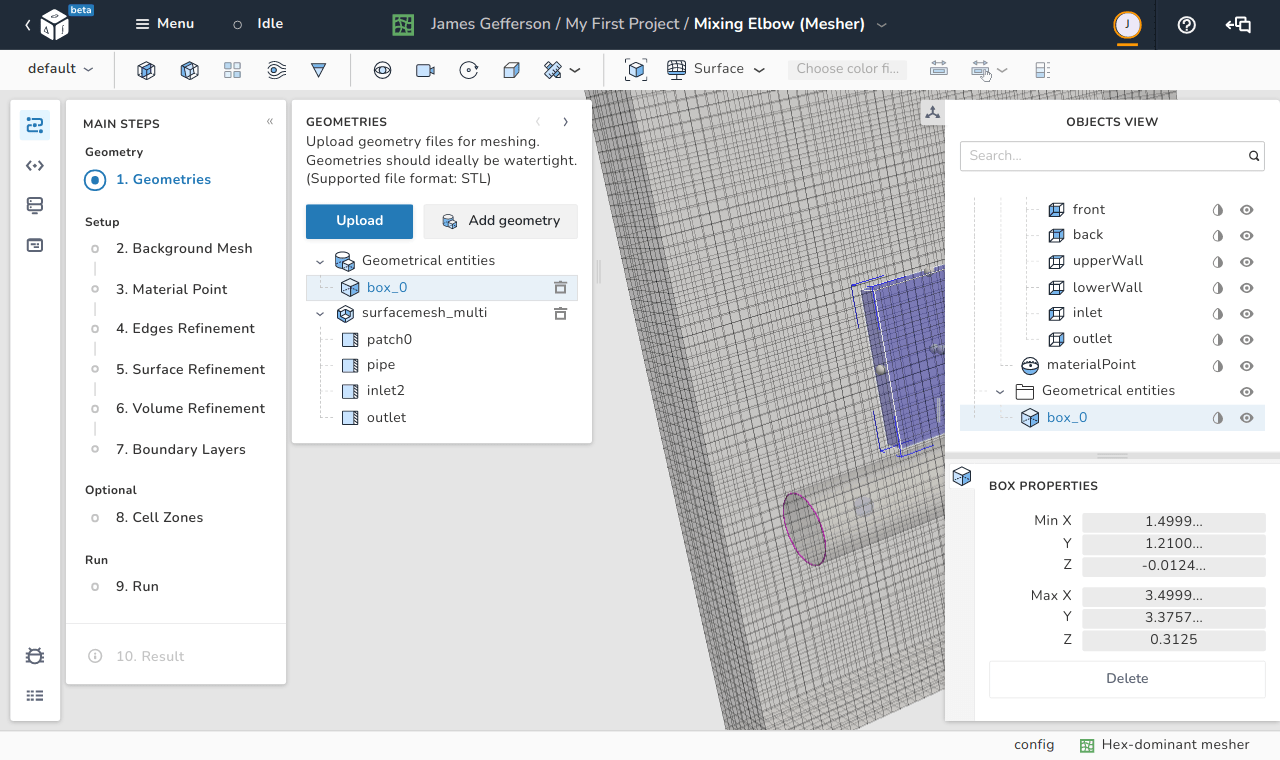 beta
Menu
Idle
James Gefferson / My First Project / Mixing Elbow (Mesher)
J
default
Surface
Choose color fi...
MAIN STEPS
Geometry
1. Geometries
Setup
2. Background Mesh
3. Material Point
4. Edges Refinement
5. Surface Refinement
6. Volume Refinement
7. Boundary Layers
Optional
8. Cell Zones
Run
9. Run
10. Result
GEOMETRIES
Upload geometry files for meshing.
Geometries should ideally be watertight.
(Supported file format: STL)
Upload
Add geometry
Geometrical entities
box_0
surfacemesh_multi
patch0
pipe
inlet2
outlet
OBJECTS VIEW
Search...
front
back
upperWall
lowerWall
inlet
outlet
materialPoint
Geometrical entities
box_0
BOX PROPERTIES
Min X 1.4999...
Y 1.2100...
Z -0.0124...
Max X 3.4999...
Y 3.3757...
Z 0.3125
Delete
config
Hex-dominant mesher